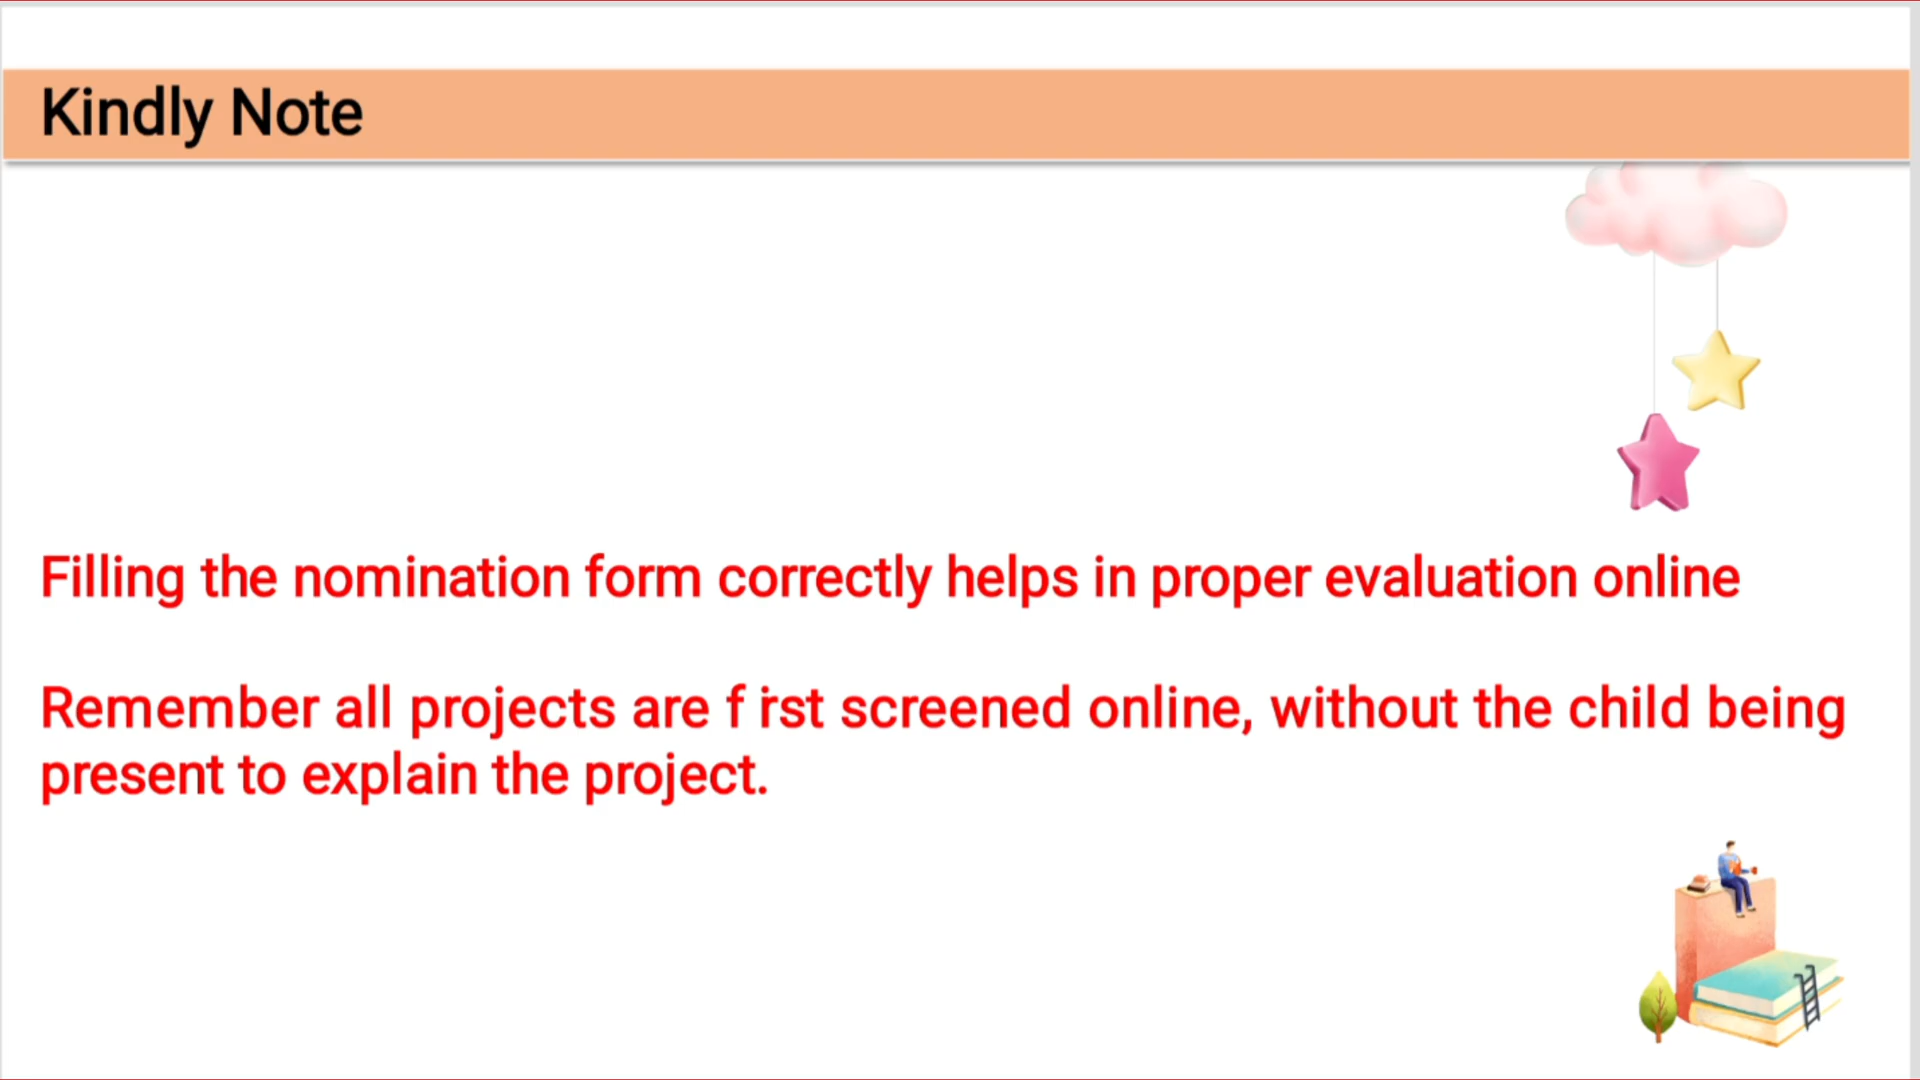 Kindly Note
Filling the nomination form correctly helps in proper evaluation online
Remember all projects are f irst screened online, without the child being
present to explain the project.